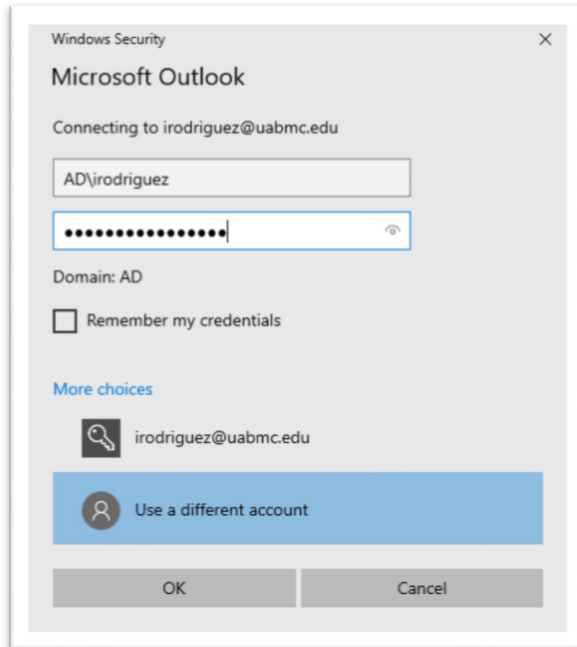 Windows Security
Microsoft Outlook
Connecting to irodriguez@uabmc.edu
AD\irodriguez
••••••••••••••••
Domain: AD
Remember my credentials
More choices
irodriguez@uabmc.edu
Use a different account
OK Cancel